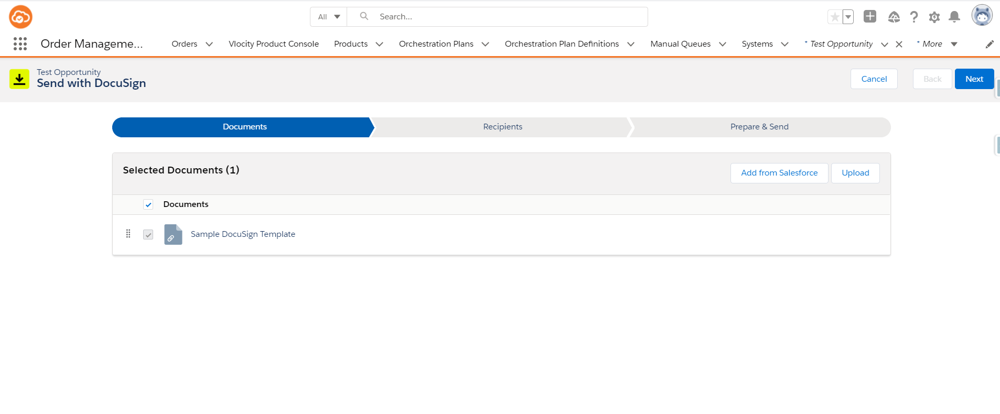 All Search...
Order Manageme... Orders Vlocity Product Console Products Orchestration Plans Orchestration Plan Definitions Manual Queues Systems * Test Opportunity * More
Test Opportunity
Send with DocuSign
Cancel Back Next
Documents Recipients Prepare & Send
Selected Documents (1)
Add from Salesforce Upload
Documents
Sample DocuSign Template